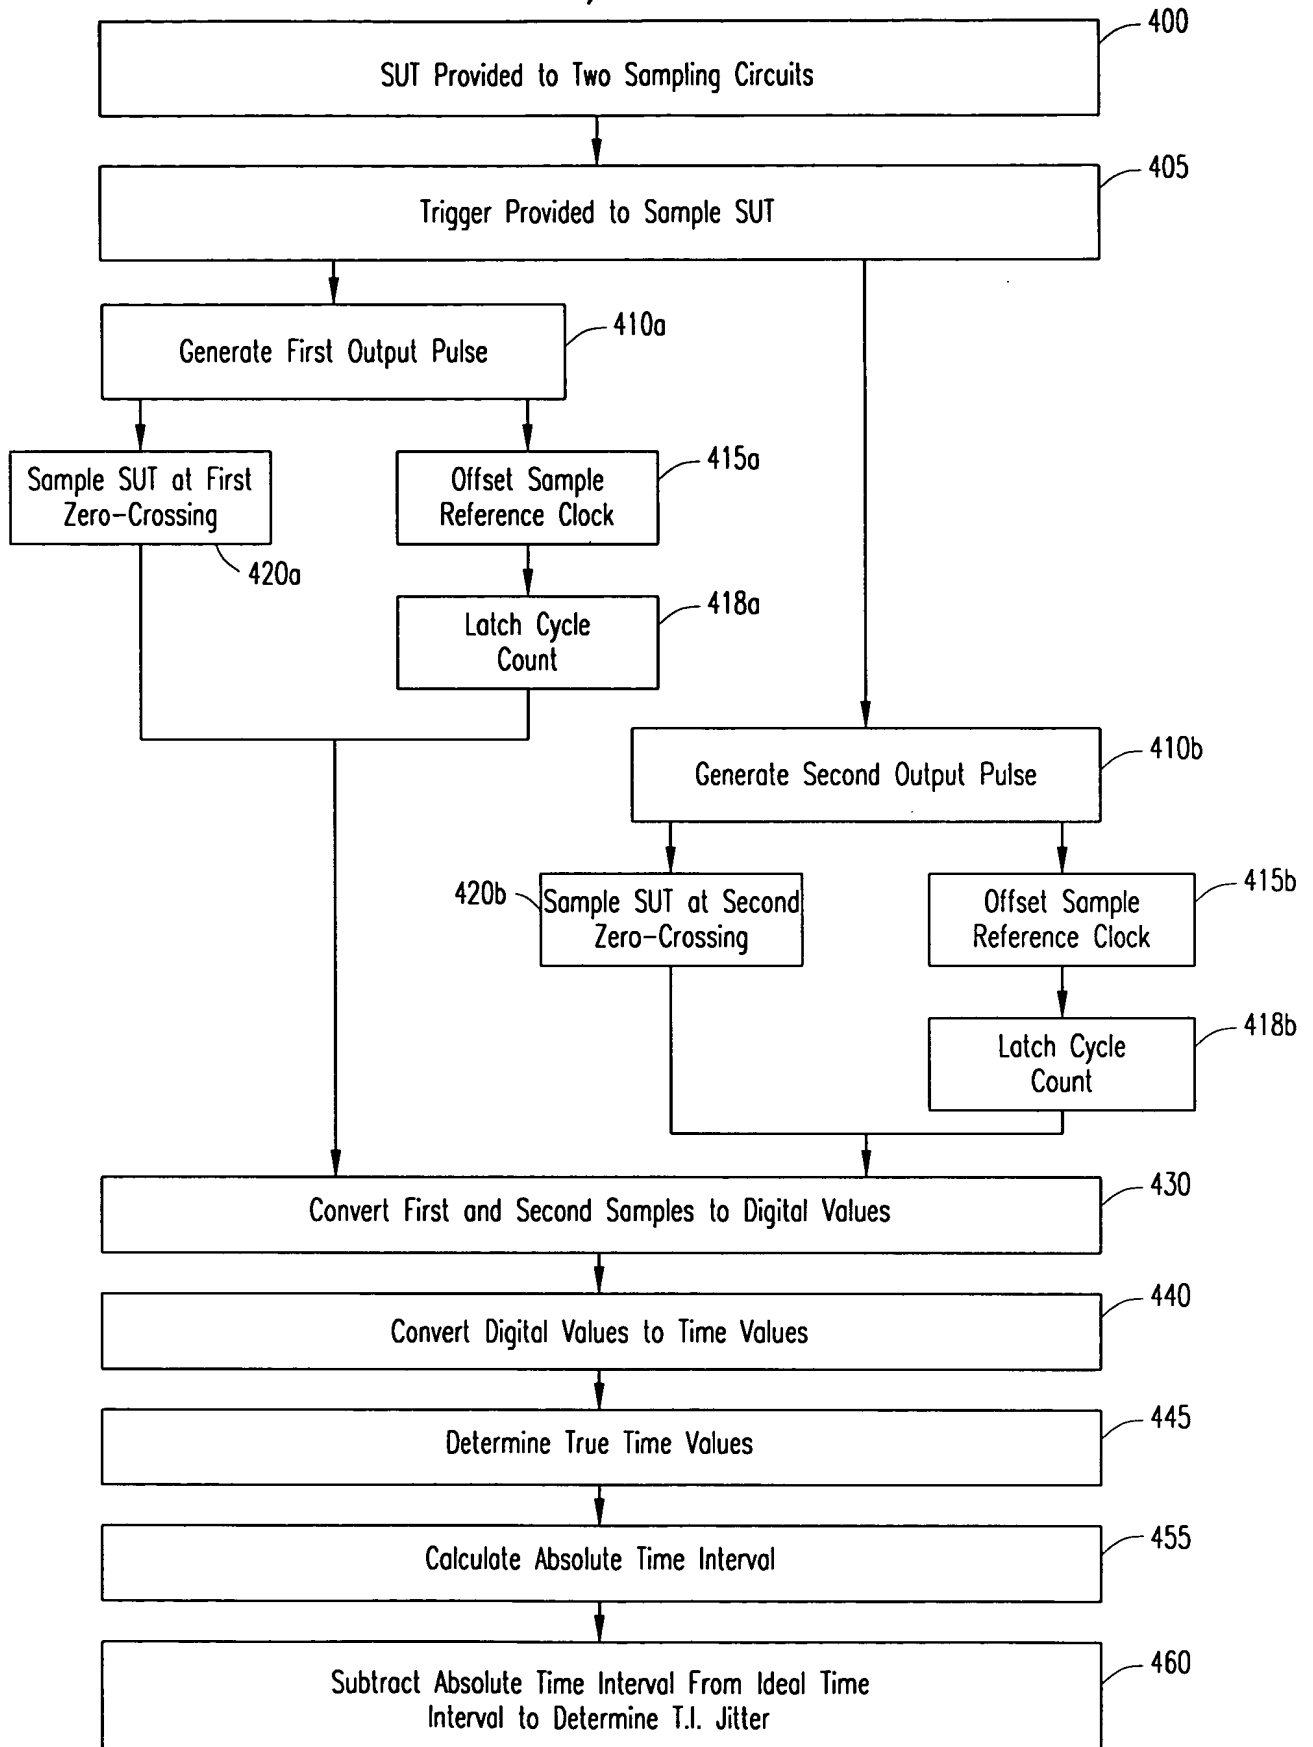 400
SUT Provided to Two Sampling Circuits
405
Trigger Provided to Sample SUT
410a
Generate First Output Pulse
Sample SUT at First
Zero-Crossing
420a
415a
Offset Sample
Reference Clock
418a
Latch Cycle
Count
410b
Generate Second Output Pulse
420b
Sample SUT at Second
Zero-Crossing
415b
Offset Sample
Reference Clock
418b
Latch Cycle
Count
430
Convert First and Second Samples to Digital Values
440
Convert Digital Values to Time Values
445
Determine True Time Values
455
Calculate Absolute Time Interval
460
Subtract Absolute Time Interval From Ideal Time
Interval to Determine T.I. Jitter